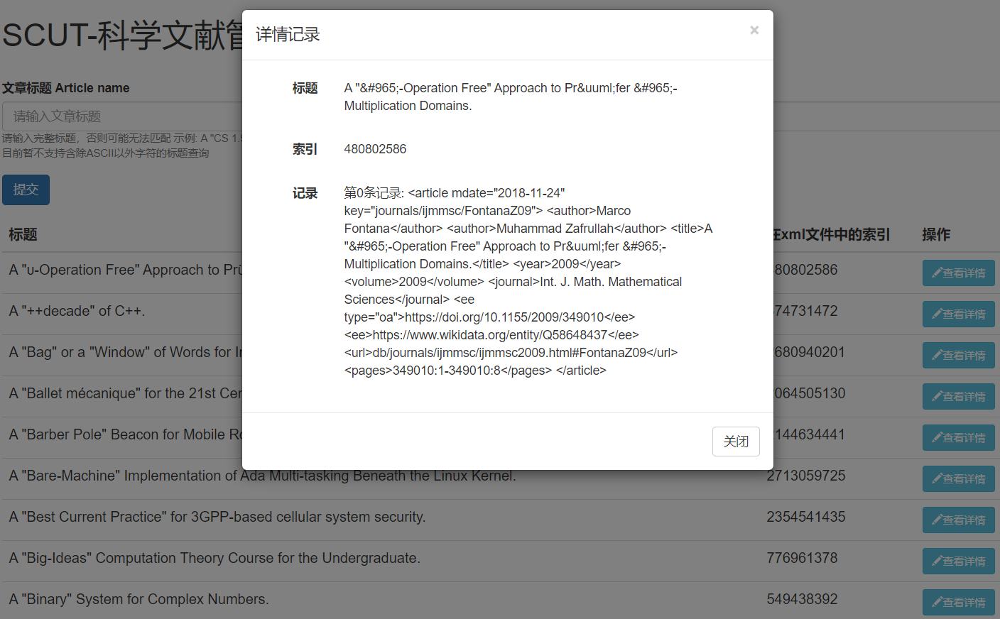 SCUT-科学文献管
文章标题 Article name
请输入文章标题
请输入完整标题，否则可能无法匹配 示例: A "CS 1.5
目前暂不支持含除ASCII以外字符的标题查询
提交
详情记录
×
标题 A "&#965;-Operation Free" Approach to Pr&uuml;fer &#965;-
Multiplication Domains.
索引 480802586
记录 第0条记录: <article mdate="2018-11-24"
key="journals/ijmmsc/FontanaZ09"> <author>Marco
Fontana</author> <author>Muhammad Zafrullah</author> <title>A
"&#965;-Operation Free" Approach to Pr&uuml;fer &#965;-
Multiplication Domains.</title> <year>2009</year>
<volume>2009</volume> <journal>Int. J. Math. Mathematical
Sciences</journal> <ee
type="oa">https://doi.org/10.1155/2009/349010</ee>
<ee>https://www.wikidata.org/entity/Q58648437</ee>
<url>db/journals/ijmmsc/ijmmsc2009.html#FontanaZ09</url>
<pages>349010:1-349010:8</pages> </article>
关闭
标题 在xml文件中的索引 操作
A "υ-Operation Free" Approach to Prü 80802586 查看详情
A "++decade" of C++. 74731472 查看详情
A "Bag" or a "Window" of Words for In 680940201 查看详情
A "Ballet mécanique" for the 21st Cen 064505130 查看详情
A "Barber Pole" Beacon for Mobile Ro 144634441 查看详情
A "Bare-Machine" Implementation of Ada Multi-tasking Beneath the Linux Kernel. 2713059725 查看详情
A "Best Current Practice" for 3GPP-based cellular system security. 2354541435 查看详情
A "Big-Ideas" Computation Theory Course for the Undergraduate. 776961378 查看详情
A "Binary" System for Complex Numbers. 549438392 查看详情